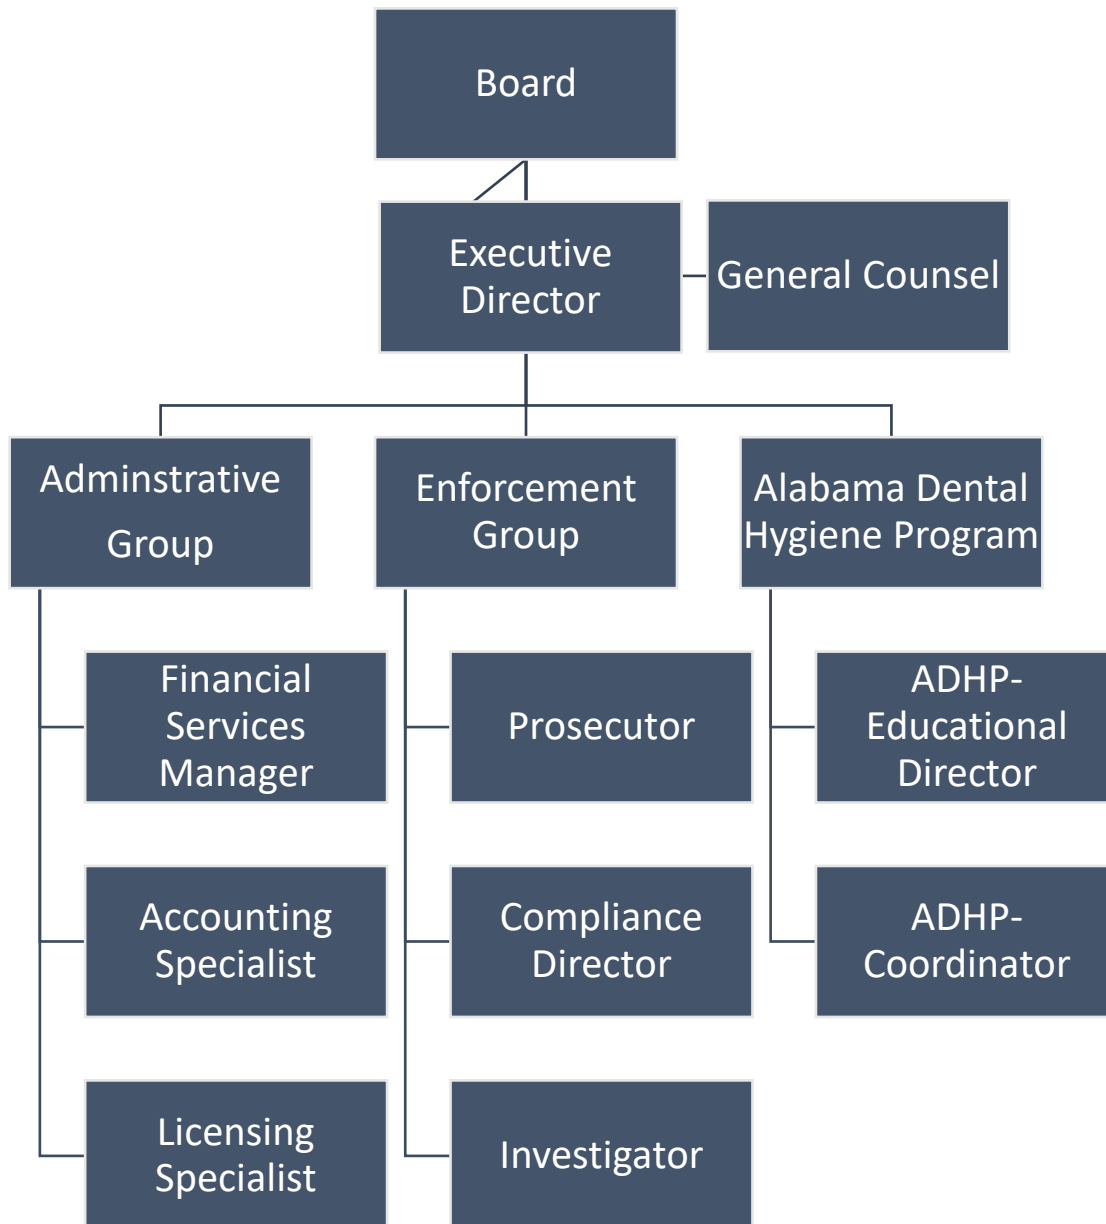 Board
Executive
Director
General Counsel
Adminstrative
Group
Enforcement
Group
Alabama Dental
Hygiene Program
Financial
Services
Manager
Prosecutor
ADHP-
Educational
Director
Accounting
Specialist
Compliance
Director
ADHP-
Coordinator
Licensing
Specialist
Investigator